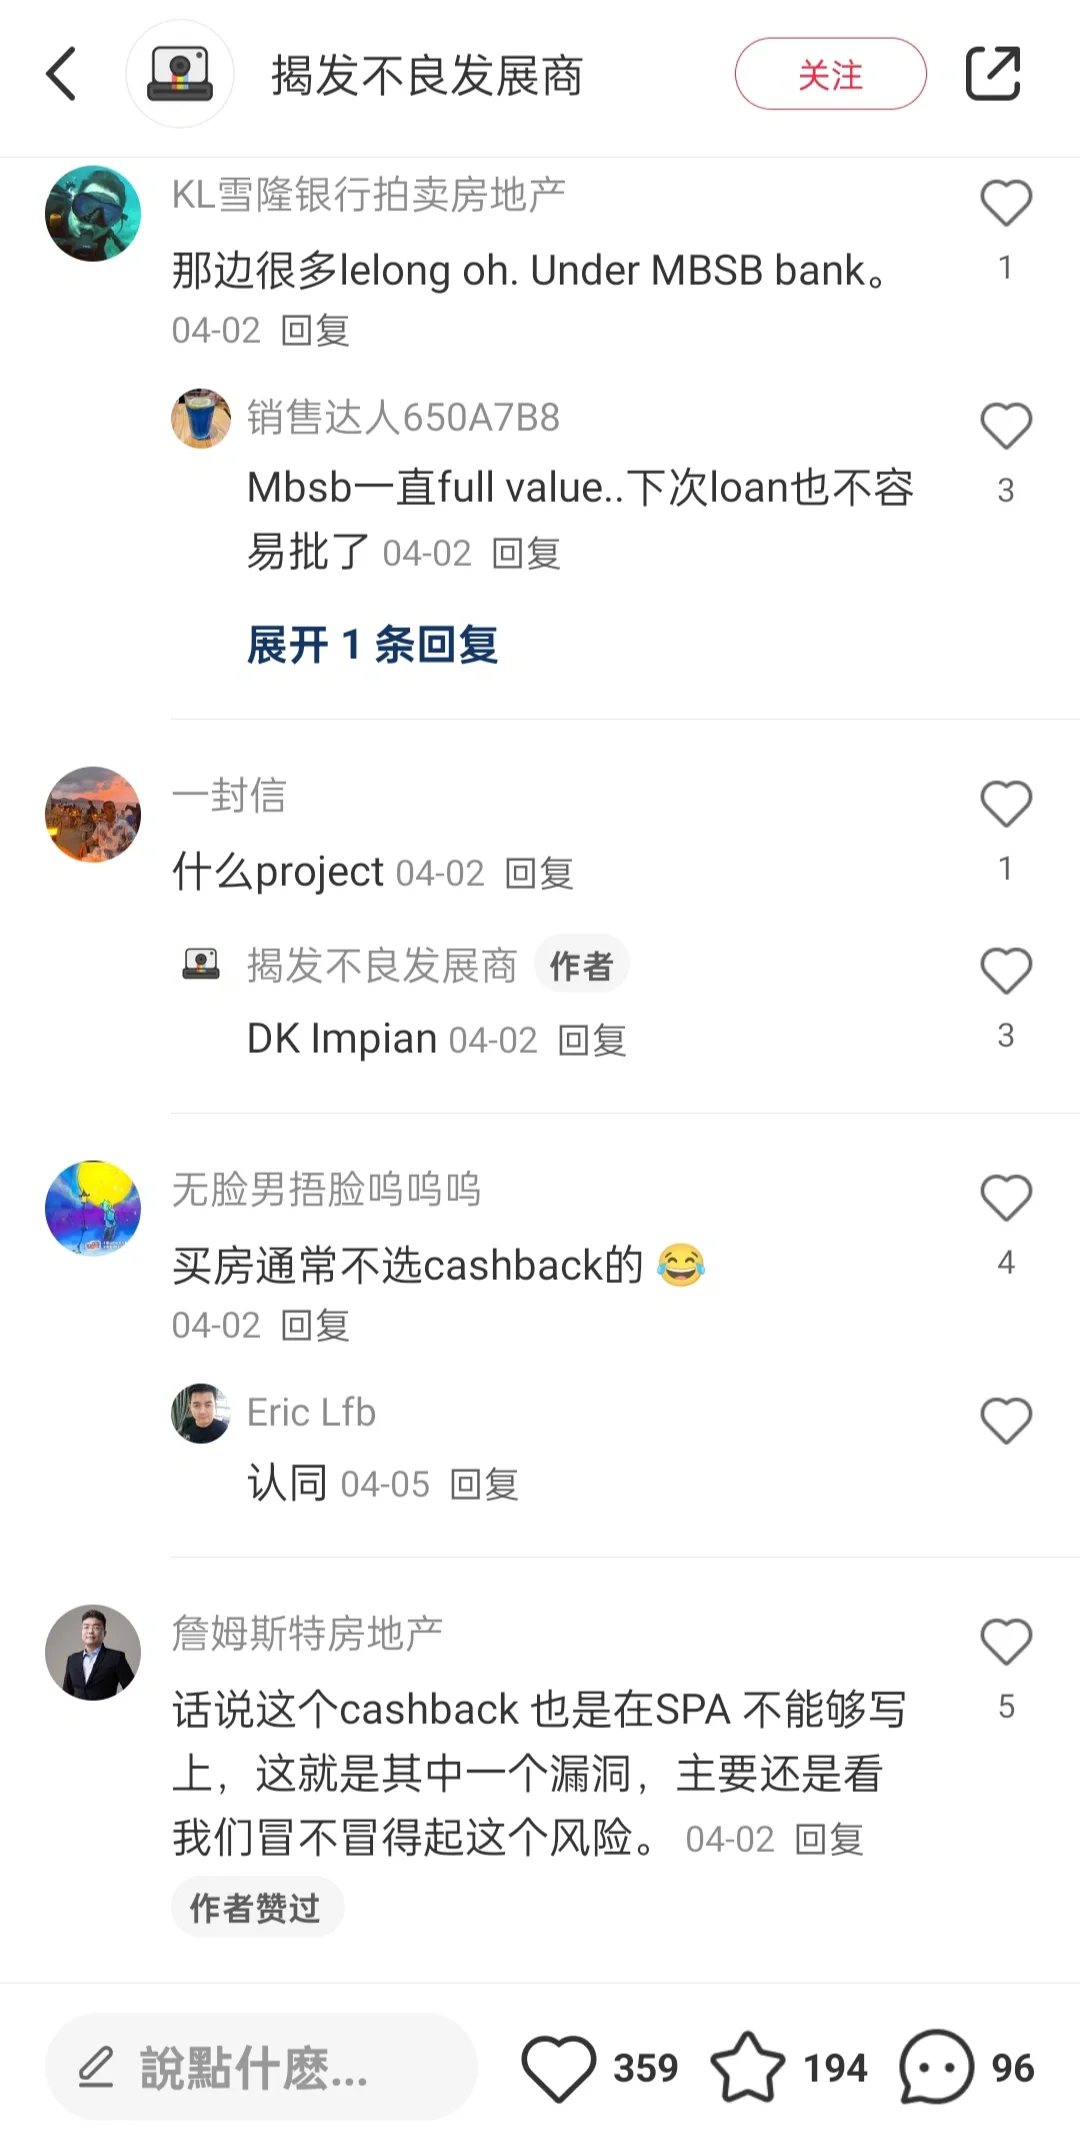 揭发不良发展商
关注
KL雪隆银行拍卖房地产
那边很多lelong oh. Under MBSB bank。
1
04-02 回复
销售达人650A7B8
Mbsb一直full value..下次loan也不容
3
易批了 04-02 回复
展开 1 条回复
一封信
什么project 04-02 回复
1
揭发不良发展商 作者
DK Impian 04-02 回复
3
无脸男捂脸呜呜呜
买房通常不选cashback的 😂
4
04-02 回复
Eric Lfb
认同 04-05 回复
詹姆斯特房地产
话说这个cashback 也是在SPA 不能够写
5
上，这就是其中一个漏洞，主要还是看
我们冒不冒得起这个风险。 04-02 回复
作者赞过
說點什麼... 359 194 96